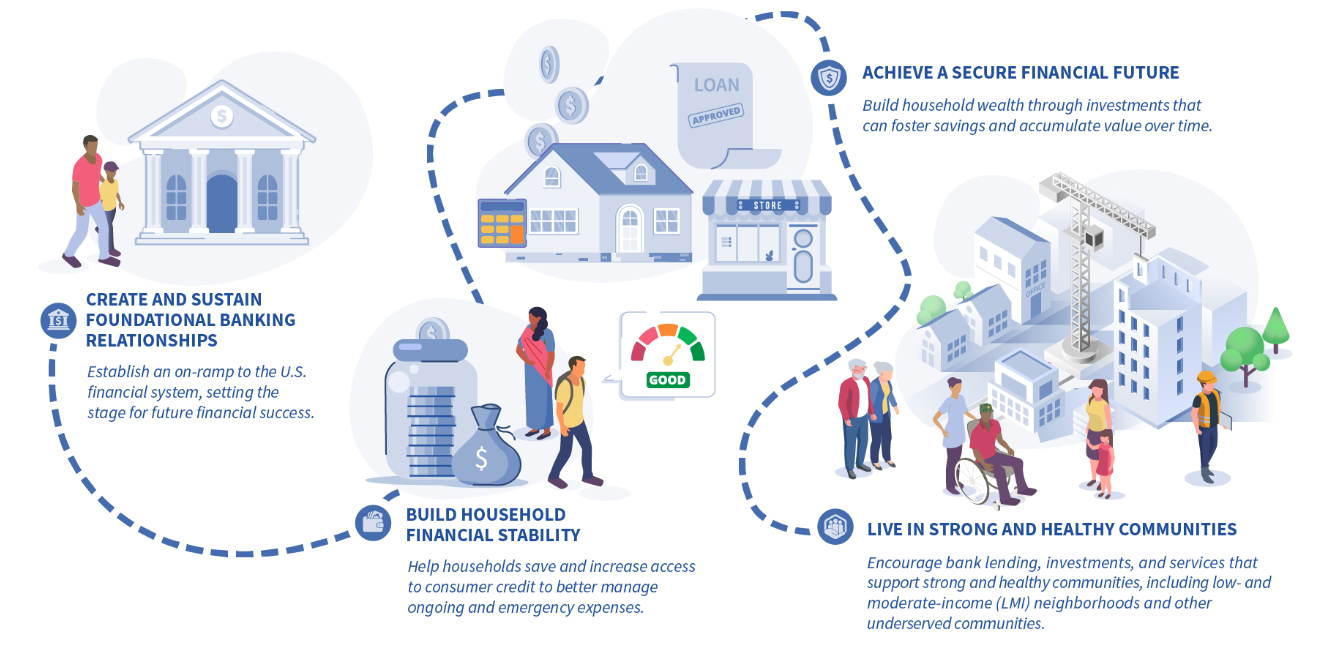 CREATE AND SUSTAIN
FOUNDATIONAL BANKING
RELATIONSHIPS
Establish an on-ramp to the U.S.
financial system, setting the
stage for future financial success.
$
BUILD HOUSEHOLD
FINANCIAL STABILITY
Help households save and increase access
to consumer credit to better manage
ongoing and emergency expenses.
$
GOOD
LOAN
APPROVED
STORE
ACHIEVE A SECURE FINANCIAL FUTURE
Build household wealth through investments that
can foster savings and accumulate value over time.
OFFICE
LIVE IN STRONG AND HEALTHY COMMUNITIES
Encourage bank lending, investments, and services that
support strong and healthy communities, including low- and
moderate-income (LMI) neighborhoods and other
underserved communities.